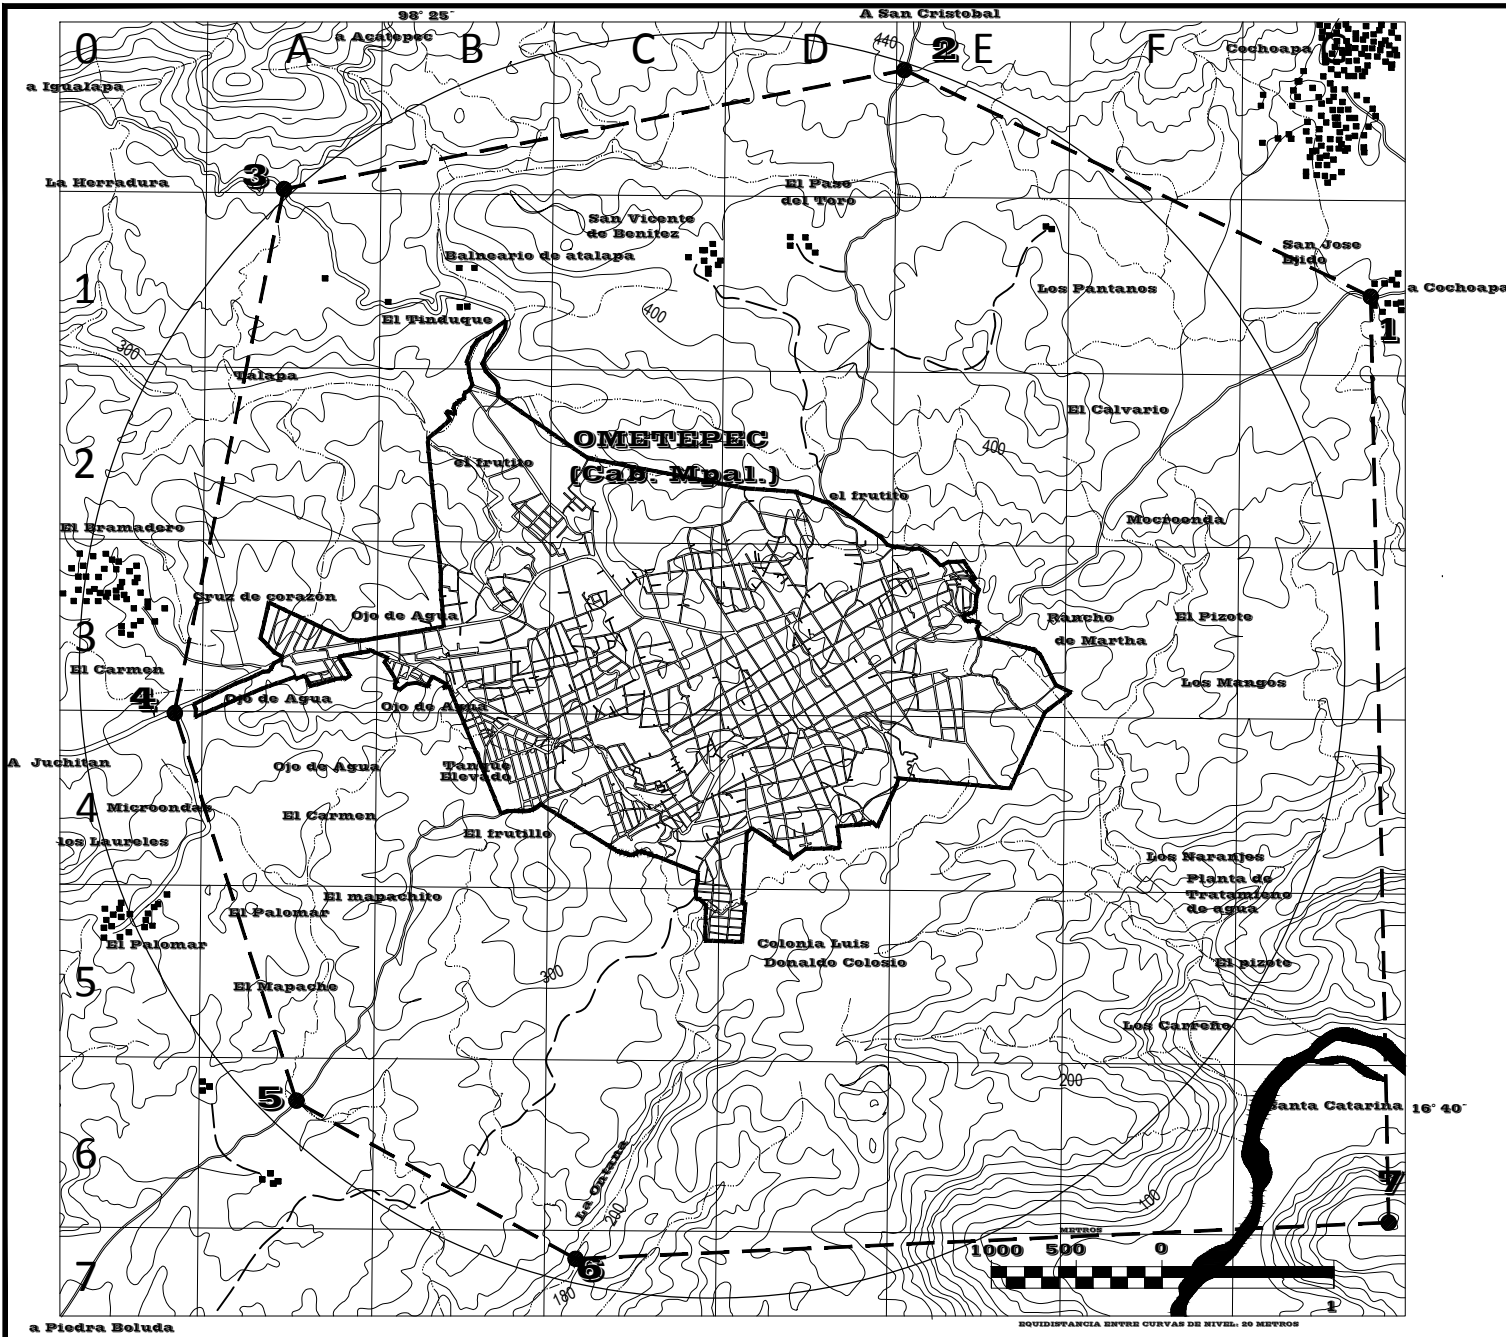 98° 25´
A San Cristobal
0
A
B
C
D
2
E
F
G
a Acatepec
440
Cochoapa
a Igualapa
3
La Herradura
El Paso
del Toro
San Vicente
de Benitez
Balneario de atalapa
San Jose
Ejido
1
Los Pantanos
a Cochoapa
400
El Tinduque
1
300
Talapa
El Calvario
OMETEPEC
(Cab. Mpal.)
400
2
el frutito
el frutito
El Bramadero
Mocroonda
Cruz de corazón
Ojo de Agua
3
Rancho
de Martha
El Pizote
El Carmen
4
Ojo de Agua
Ojo de Agua
Los Mangos
A Juchitan
Ojo de Agua
Tanque
Elevado
4
Microondas
El Carmen
los Laureles
El frutillo
Los Naranjos
Planta de
Tratamieno
de agua
El mapachito
El Palomar
El Palomar
Colonia Luis
Donaldo Colosio
El pizote
5
300
El Mapache
Los Carreño
200
5
Santa Catarina
16° 40´
6
La Ontana
200
100
7
METROS
1000 500 0
6
7
180
1
a Piedra Boluda
EQUIDISTANCIA ENTRE CURVAS DE NIVEL: 20 METROS